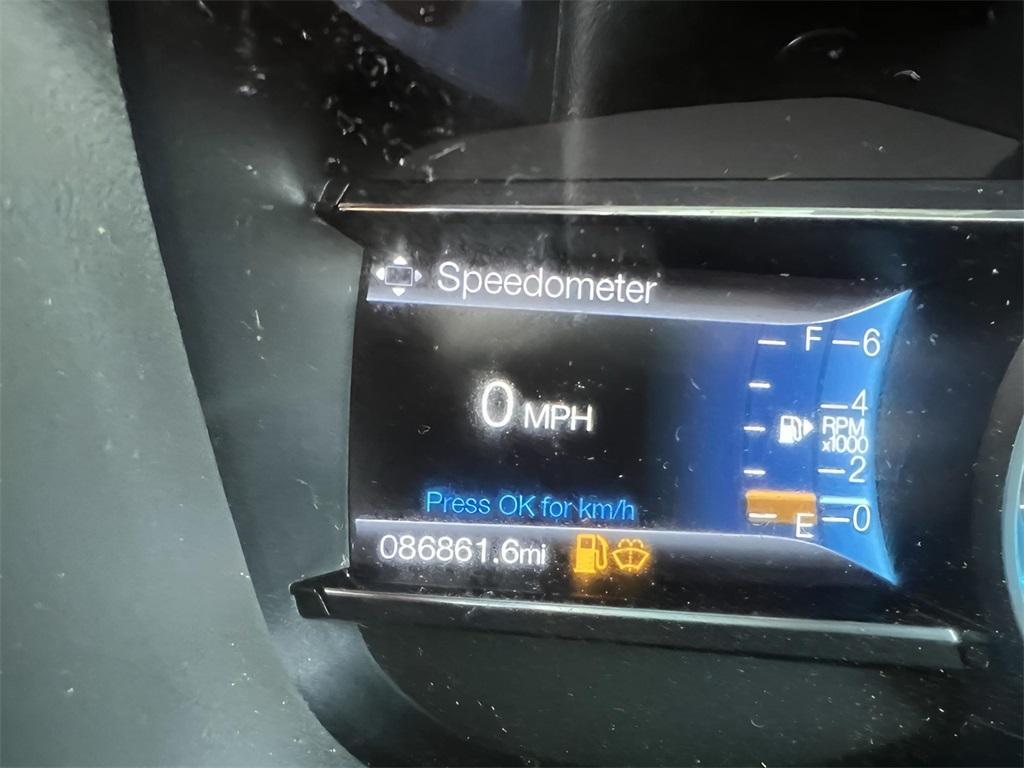 Speedometer
F 6
0 MPH
4
RPM
x1000
2
Press OK for km/h
E 0
086861.6mi